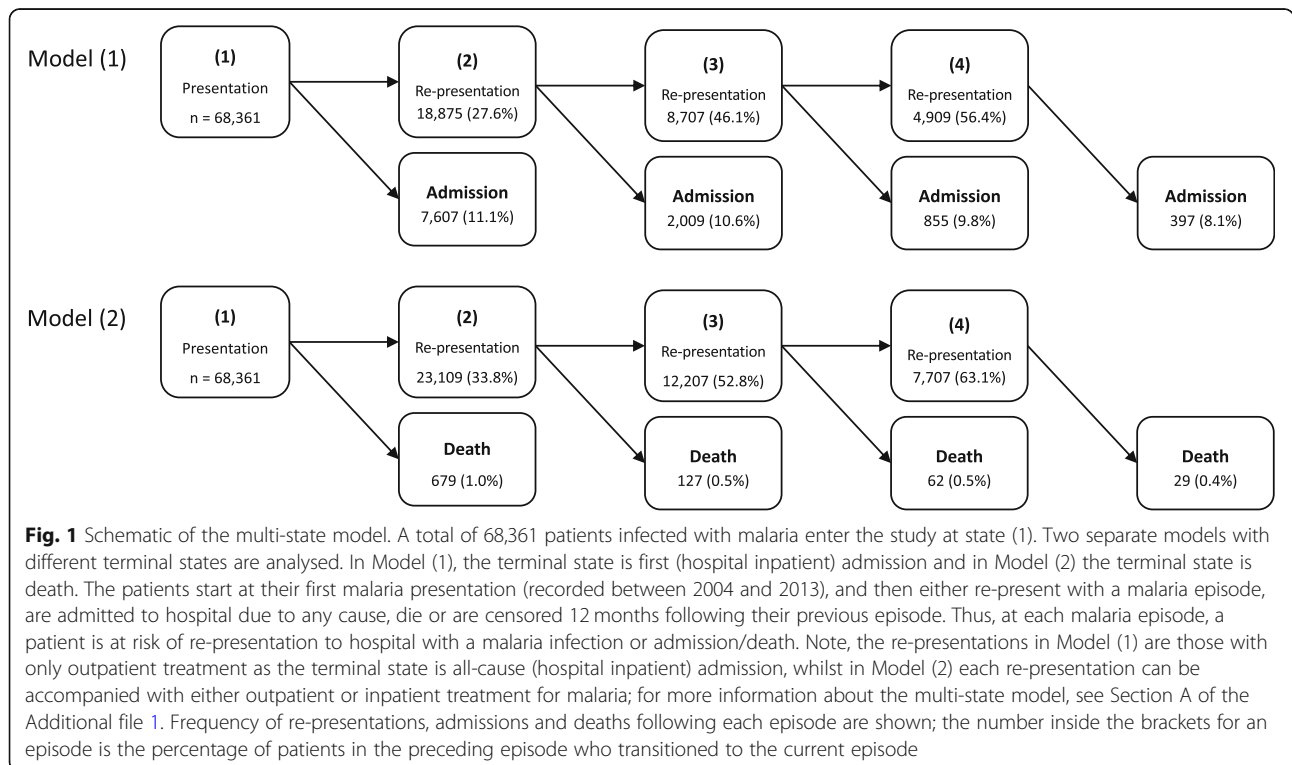 Model (1)
(1)
Presentation
n = 68,361
(2)
Re-presentation
18,875 (27.6%)
(3)
Re-presentation
8,707 (46.1%)
(4)
Re-presentation
4,909 (56.4%)
Admission
7,607 (11.1%)
Admission
2,009 (10.6%)
Admission
855 (9.8%)
Admission
397 (8.1%)
Model (2)
(1)
Presentation
n = 68,361
(2)
Re-presentation
23,109 (33.8%)
(3)
Re-presentation
12,207 (52.8%)
(4)
Re-presentation
7,707 (63.1%)
Death
679 (1.0%)
Death
127 (0.5%)
Death
62 (0.5%)
Death
29 (0.4%)
Fig. 1 Schematic of the multi-state model. A total of 68,361 patients infected with malaria enter the study at state (1). Two separate models with
different terminal states are analysed. In Model (1), the terminal state is first (hospital inpatient) admission and in Model (2) the terminal state is
death. The patients start at their first malaria presentation (recorded between 2004 and 2013), and then either re-present with a malaria episode,
are admitted to hospital due to any cause, die or are censored 12 months following their previous episode. Thus, at each malaria episode, a
patient is at risk of re-presentation to hospital with a malaria infection or admission/death. Note, the re-presentations in Model (1) are those with
only outpatient treatment as the terminal state is all-cause (hospital inpatient) admission, whilst in Model (2) each re-presentation can be
accompanied with either outpatient or inpatient treatment for malaria; for more information about the multi-state model, see Section A of the
Additional file 1. Frequency of re-presentations, admissions and deaths following each episode are shown; the number inside the brackets for an
episode is the percentage of patients in the preceding episode who transitioned to the current episode